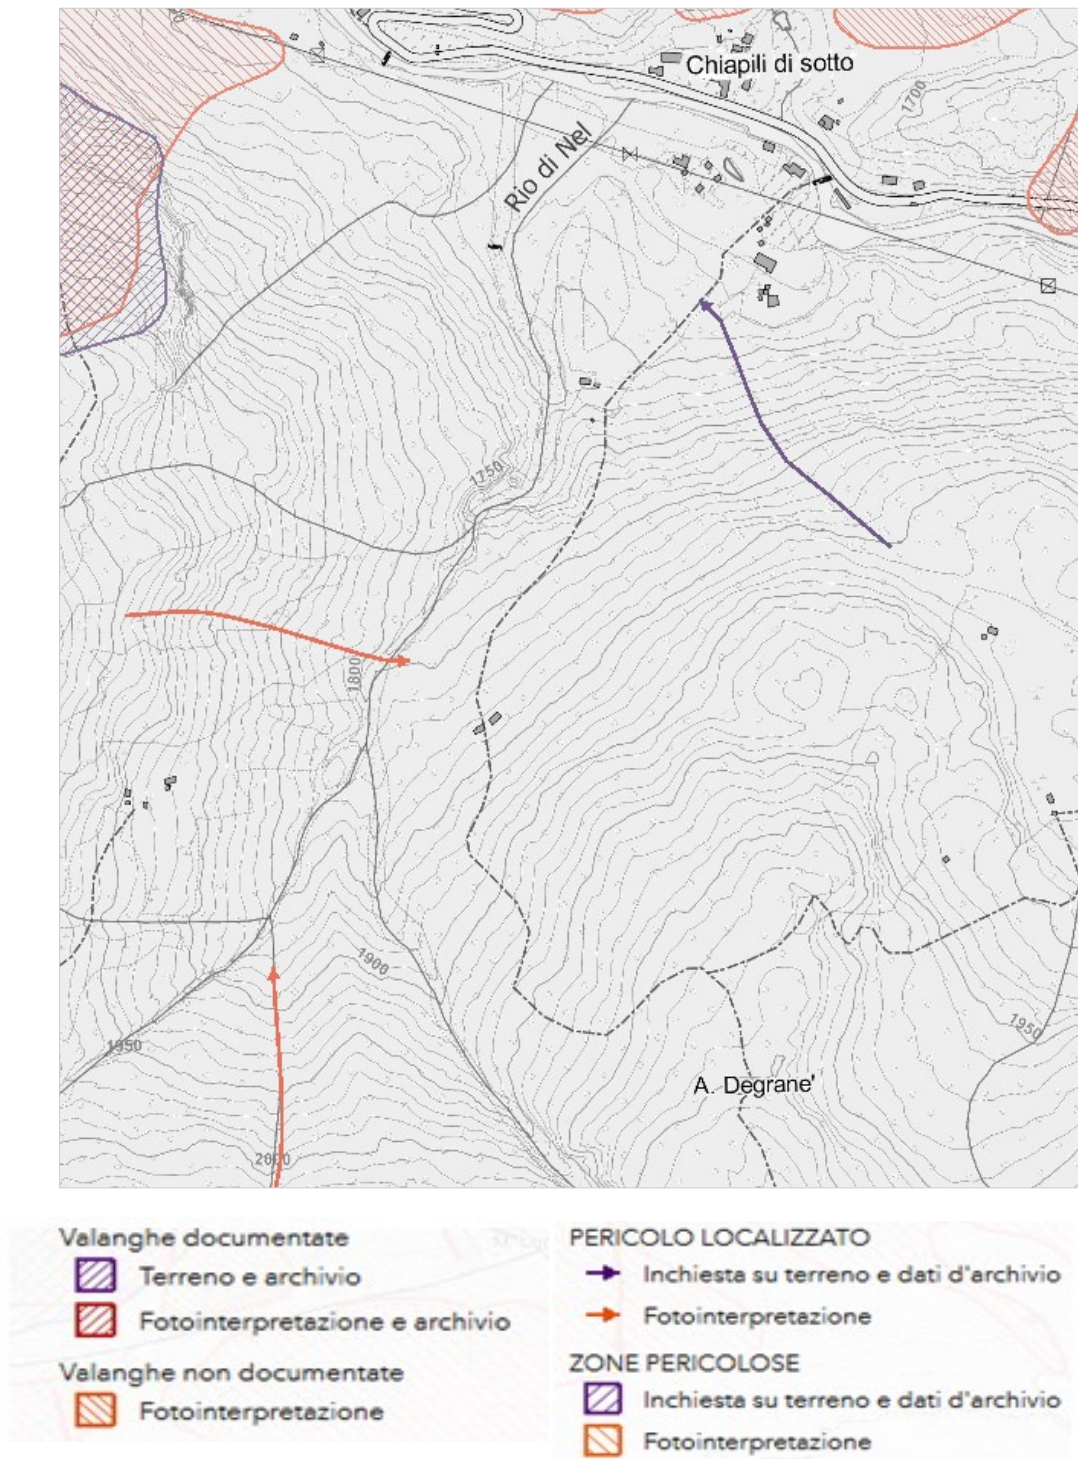 Chiapili di sotto
1700
Rio di Nel
1750
1800
1900
1950
1950
A. Degrane'
2000
Valanghe documentate
Terreno e archivio
Fotointerpretazione e archivio
Valanghe non documentate
Fotointerpretazione
PERICOLO LOCALIZZATO
Inchiesta su terreno e dati d'archivio
Fotointerpretazione
ZONE PERICOLOSE
Inchiesta su terreno e dati d'archivio
Fotointerpretazione